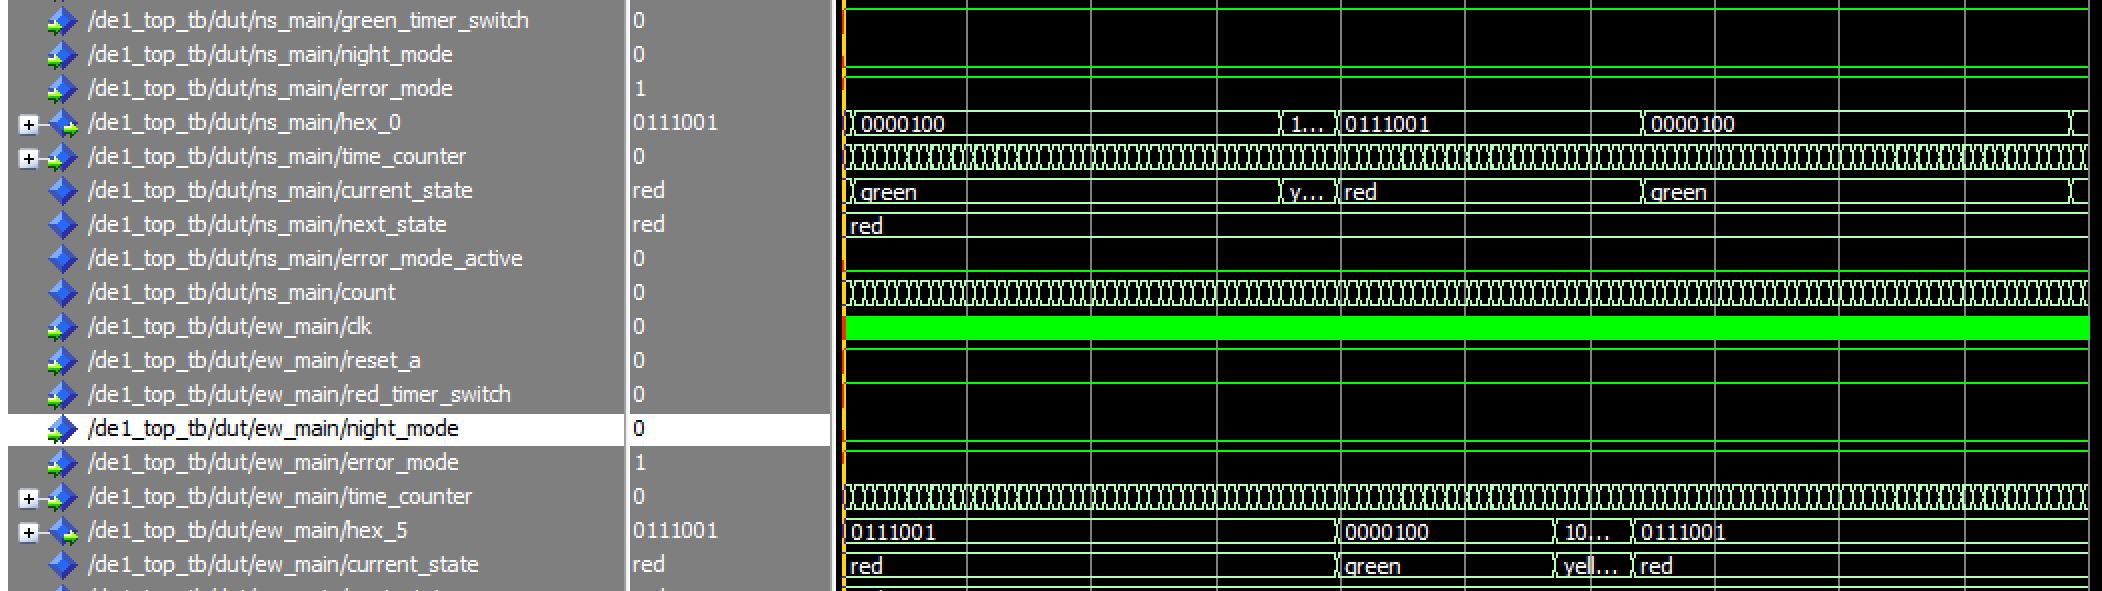 /de1_top_tb/dut/ns_main/green_timer_switch 0
/de1_top_tb/dut/ns_main/night_mode 0
/de1_top_tb/dut/ns_main/error_mode 1
/de1_top_tb/dut/ns_main/hex_0 0111001 0000100 1... 0111001 0000100
/de1_top_tb/dut/ns_main/time_counter 0
/de1_top_tb/dut/ns_main/current_state red green y... red green
/de1_top_tb/dut/ns_main/next_state red red
/de1_top_tb/dut/ns_main/error_mode_active 0
/de1_top_tb/dut/ns_main/count 0
/de1_top_tb/dut/ew_main/clk 0
/de1_top_tb/dut/ew_main/reset_a 0
/de1_top_tb/dut/ew_main/red_timer_switch 0
/de1_top_tb/dut/ew_main/night_mode 0
/de1_top_tb/dut/ew_main/error_mode 1
/de1_top_tb/dut/ew_main/time_counter 0
/de1_top_tb/dut/ew_main/hex_5 0111001 0111001 0000100 10... 0111001
/de1_top_tb/dut/ew_main/current_state red red green yell... red